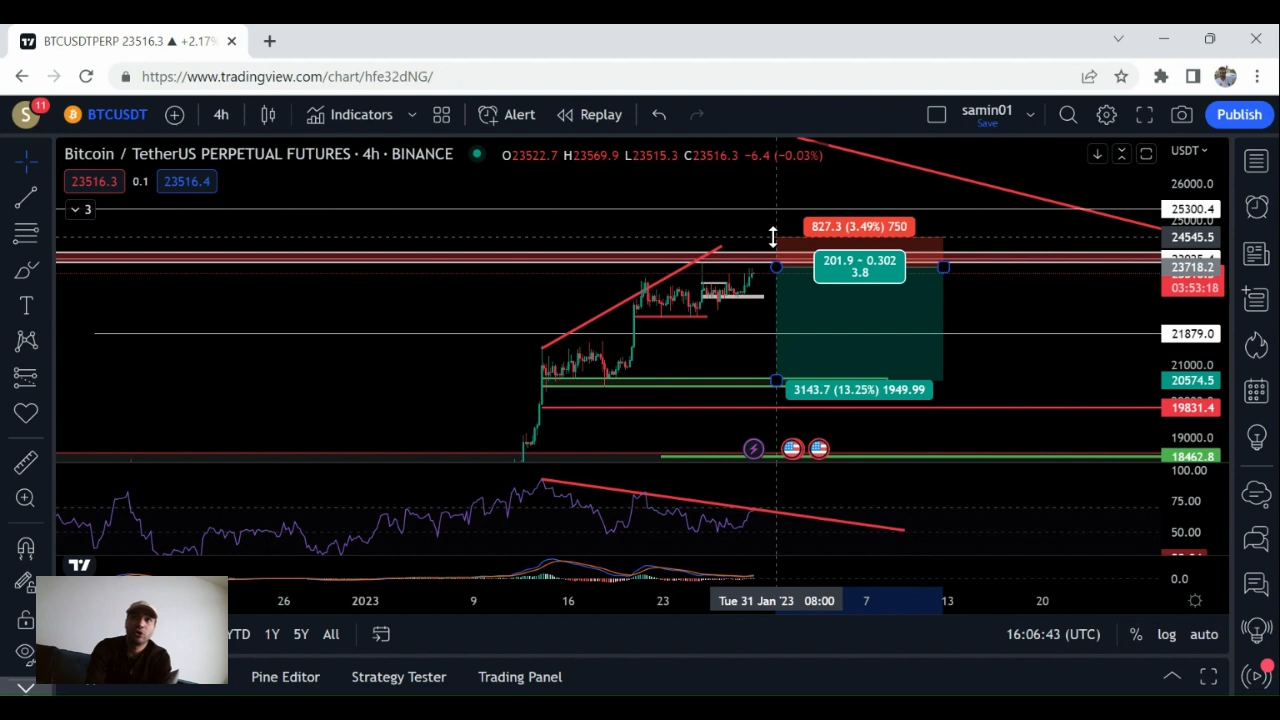 BTCUSDTPERP 23516.3 ▲ +2.17%
https://www.tradingview.com/chart/hfe32dNG/
S 11 BTCUSDT 4h Indicators Alert Replay samin01 Save Publish
Bitcoin / TetherUS PERPETUAL FUTURES · 4h · BINANCE O23522.7 H23569.9 L23515.3 C23516.3 −6.4 (−0.03%) USDT
23516.3 0.1 23516.4
26000.0
3
25300.4
827.3 (3.49%) 750
24545.5
201.9 ~ 0.302
3.8
23718.2
03:53:18
21879.0
21000.0
20574.5
3143.7 (13.25%) 1949.99
19831.4
19000.0
18462.8
100.00
75.00
50.00
0.0
26 2023 9 16 23 Tue 31 Jan '23 08:00 7 13 20
YTD 1Y 5Y All 16:06:43 (UTC) % log auto
Pine Editor Strategy Tester Trading Panel